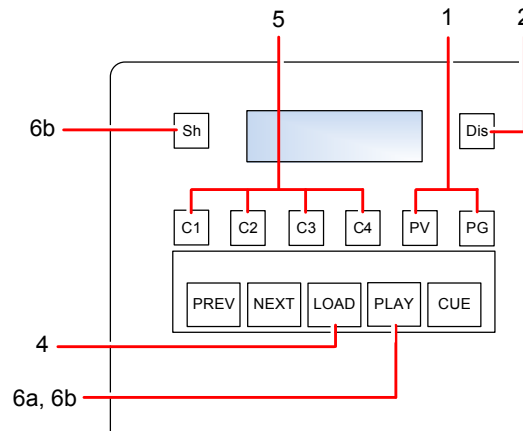 5 1 2
6b Sh Dis
C1 C2 C3 C4 PV PG
PREV NEXT LOAD PLAY CUE
4
6a, 6b